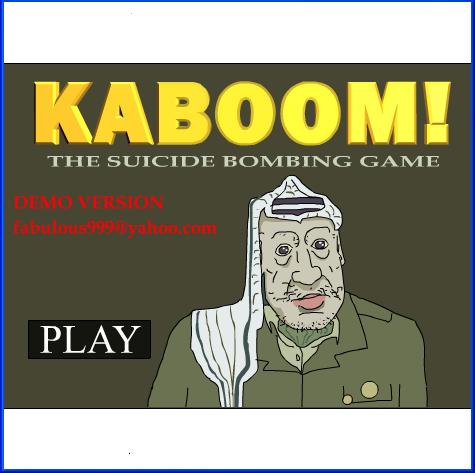 KABOOM!
THE SUICIDE BOMBING GAME
DEMO VERSION
fabulous999@yahoo.com
PLAY